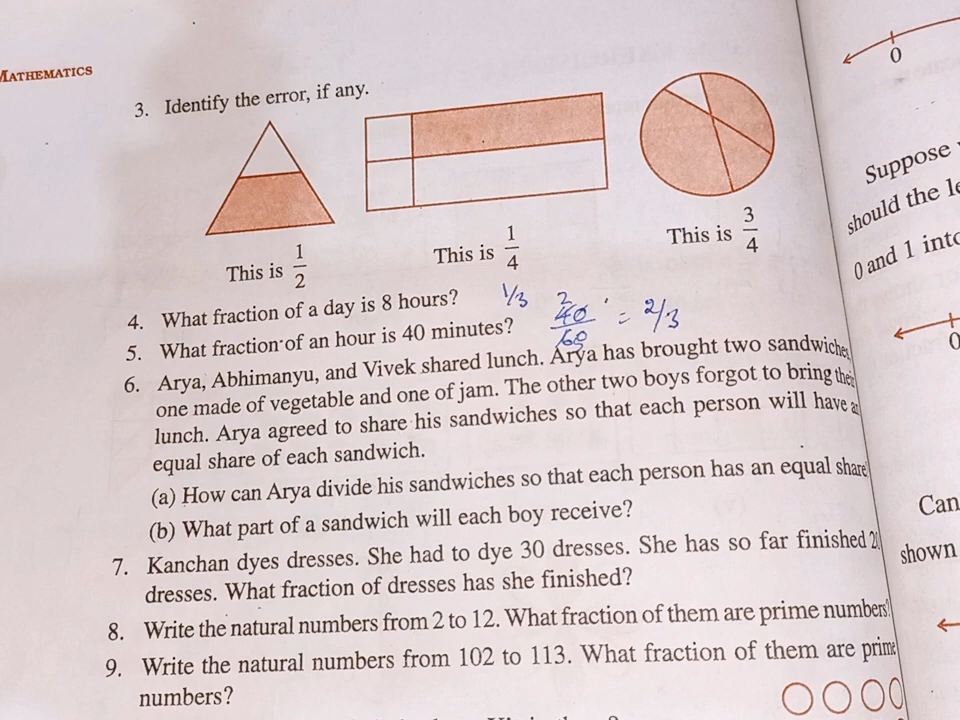 MATHEMATICS
3. Identify the error, if any.
This is 1/2
This is 1/4
This is 3/4
4. What fraction of a day is 8 hours? 1/3
5. What fraction of an hour is 40 minutes? 2 40/60 = 2/3
6. Arya, Abhimanyu, and Vivek shared lunch. Arya has brought two sandwiches,
one made of vegetable and one of jam. The other two boys forgot to bring their
lunch. Arya agreed to share his sandwiches so that each person will have an
equal share of each sandwich.
(a) How can Arya divide his sandwiches so that each person has an equal share
(b) What part of a sandwich will each boy receive?
7. Kanchan dyes dresses. She had to dye 30 dresses. She has so far finished
dresses. What fraction of dresses has she finished?
8. Write the natural numbers from 2 to 12. What fraction of them are prime numbers?
9. Write the natural numbers from 102 to 113. What fraction of them are prime
numbers?
0
Suppose
should the
0 and 1
0
Can
shown